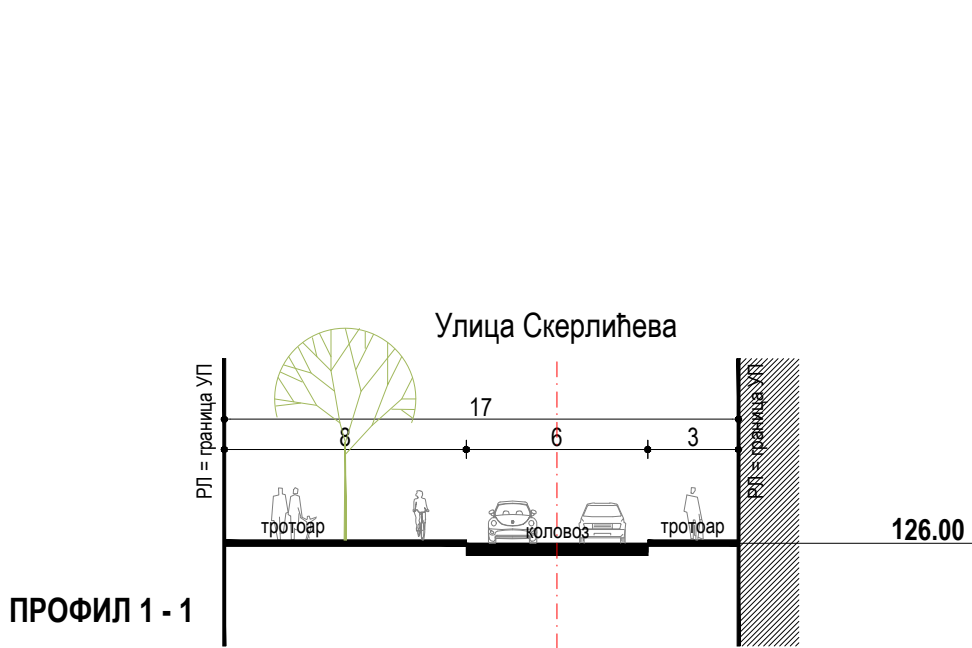 Улица Скерлићева
РЛ = граница УП
17
РЛ = граница УП
8
6
3
тротоар
коловоз
тротоар
126.00
ПРОФИЛ 1 - 1